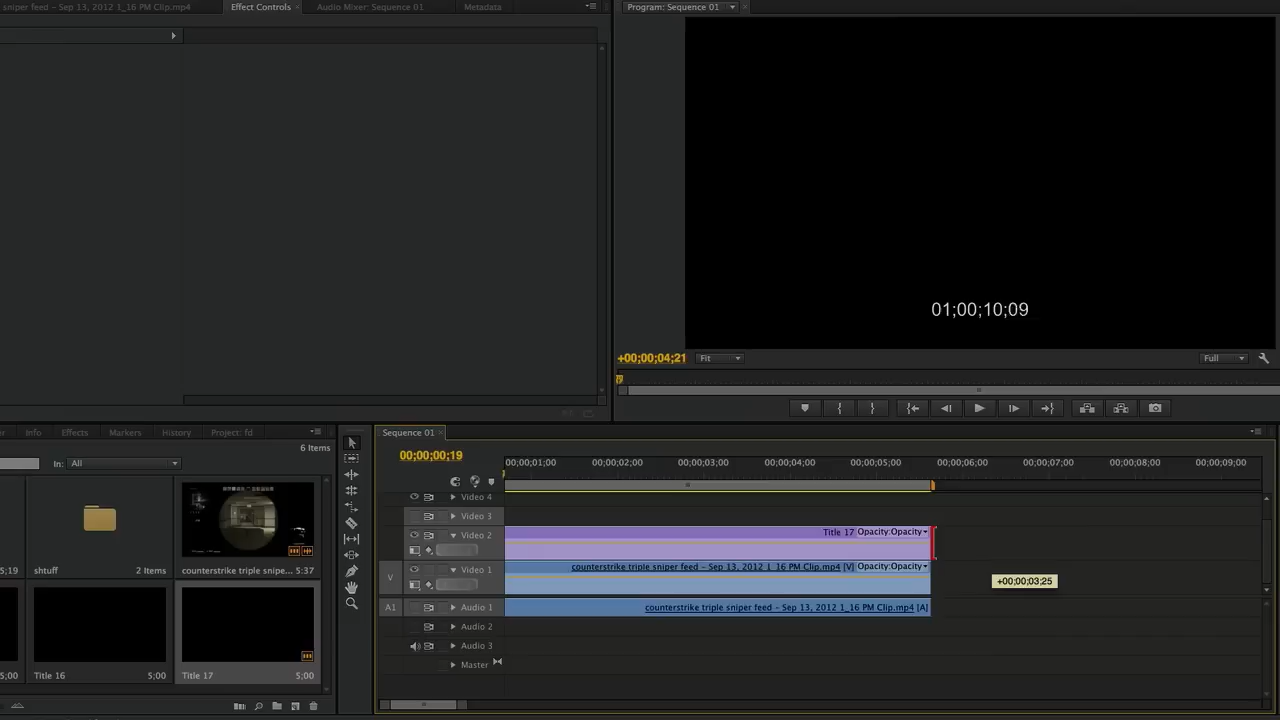 sniper feed – Sep 13, 2012 1_16 PM Clip.mp4
Effect Controls
Audio Mixer: Sequence 01
Metadata
Program: Sequence 01
01;00;10;09
+00;00;04;21
Fit
Full
Info
Effects
Markers
History
Project: fd
6 Items
In: All
5;19
shtuff
2 Items
counterstrike triple snipe...
5:37
Title 16
5;00
Title 17
5;00
Sequence 01
00;00;00;19
00;00;01;00
00;00;02;00
00;00;03;00
00;00;04;00
00;00;05;00
00;00;06;00
00;00;07;00
00;00;08;00
00;00;09;00
Video 4
Video 3
Video 2
Title 17 Opacity:Opacity
V
Video 1
counterstrike triple sniper feed – Sep 13, 2012 1_16 PM Clip.mp4 [V] Opacity:Opacity
+00;00;03;25
A1
Audio 1
counterstrike triple sniper feed – Sep 13, 2012 1_16 PM Clip.mp4 [A]
Audio 2
Audio 3
Master